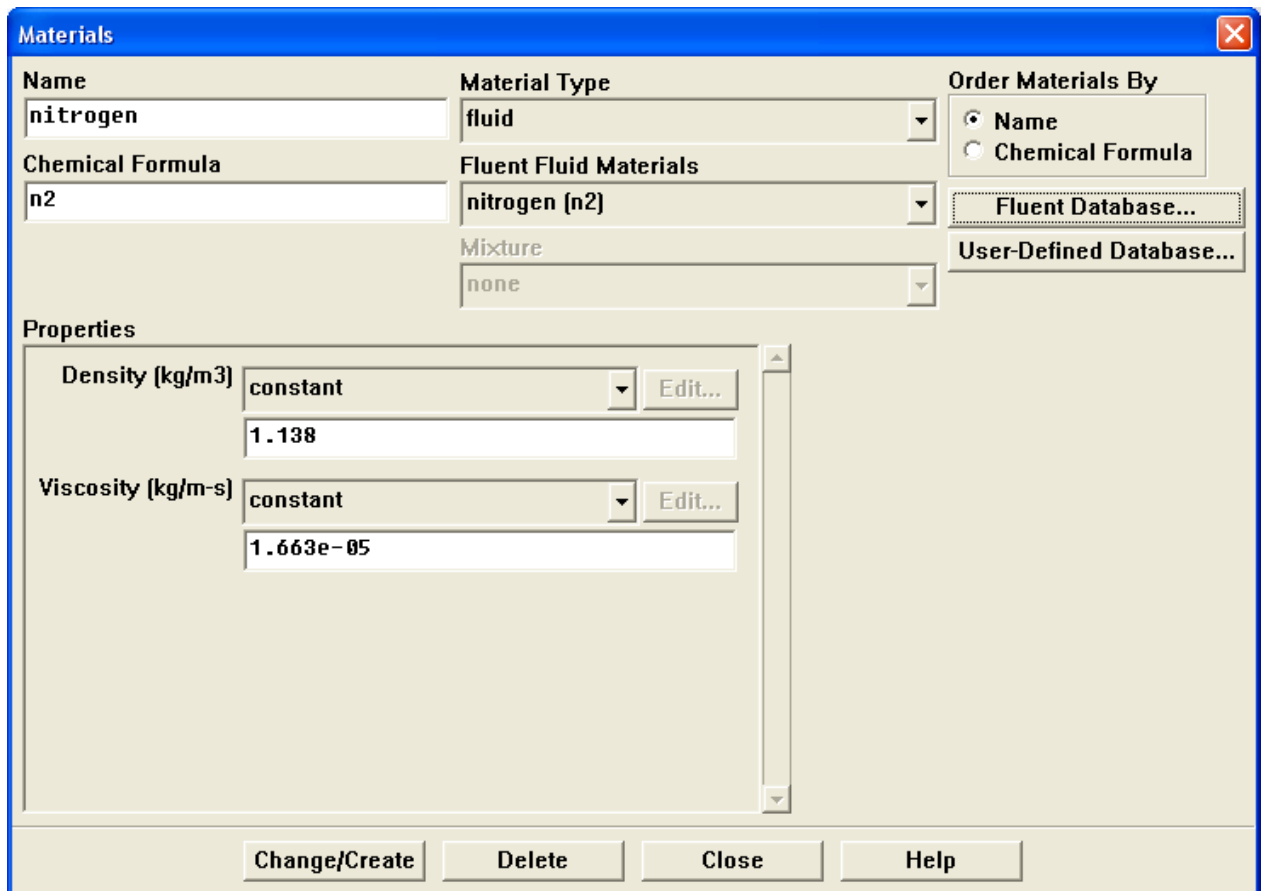 Materials
Name
nitrogen
Material Type
fluid
Order Materials By
Name
Chemical Formula
Chemical Formula
n2
Fluent Fluid Materials
nitrogen (n2)
Fluent Database...
Mixture
none
User-Defined Database...
Properties
Density (kg/m3) constant Edit...
1.138
Viscosity (kg/m-s) constant Edit...
1.663e-05
Change/Create Delete Close Help